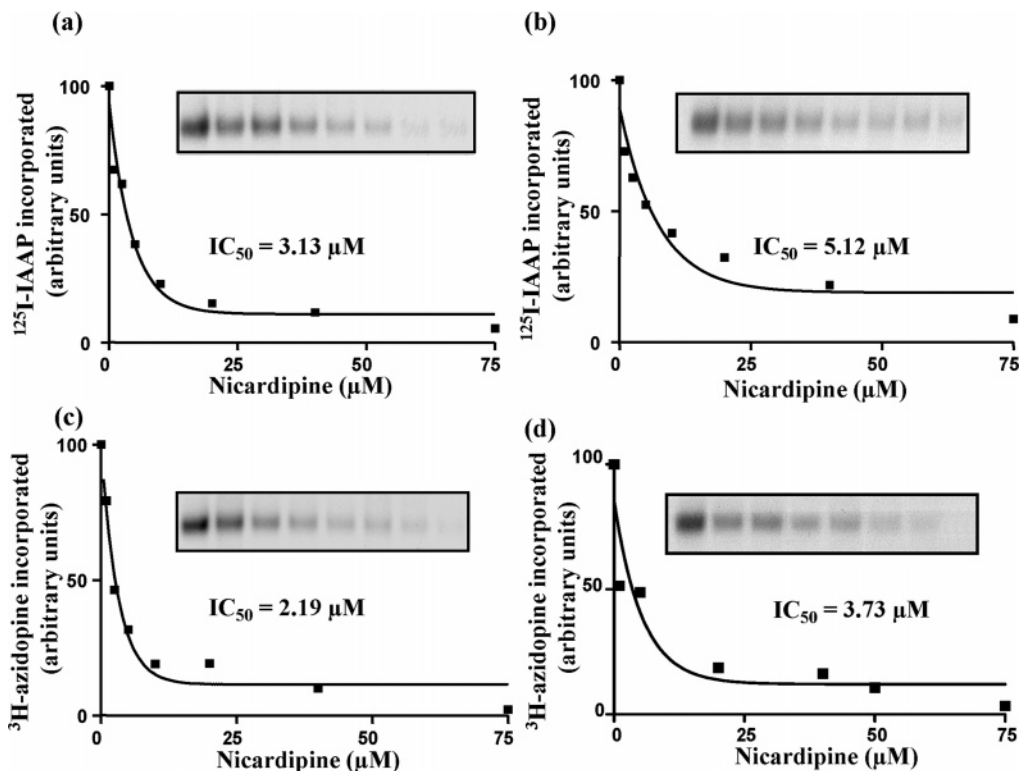 (a)
¹²⁵I-IAAP incorporated
(arbitrary units)
100
50
0
IC₅₀ = 3.13 µM
0
25
50
75
Nicardipine (µM)
(b)
¹²⁵I-IAAP incorporated
(arbitrary units)
100
50
0
IC₅₀ = 5.12 µM
0
25
50
75
Nicardipine (µM)
(c)
³H-azidopine incorporated
(arbitrary units)
100
50
0
IC₅₀ = 2.19 µM
0
25
50
75
Nicardipine (µM)
(d)
³H-azidopine incorporated
(arbitrary units)
100
50
0
IC₅₀ = 3.73 µM
0
25
50
75
Nicardipine (µM)